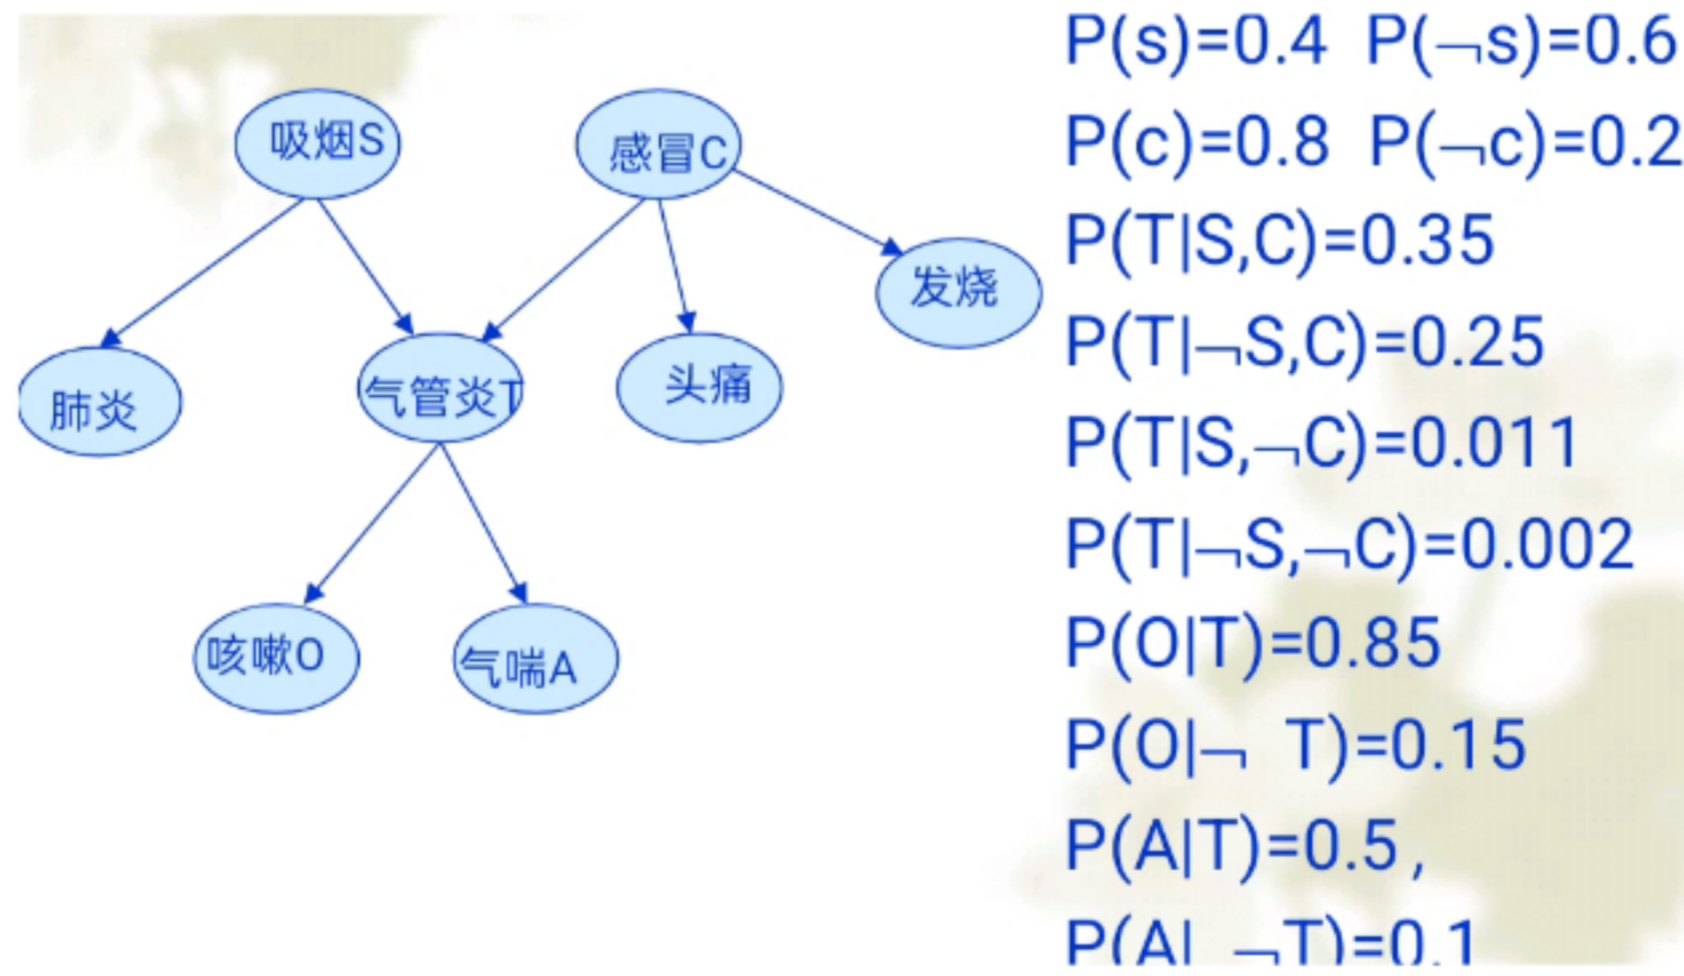 吸烟S
感冒C
发烧
肺炎
气管炎T
头痛
咳嗽O
气喘A
P(s)=0.4 P(¬s)=0.6
P(c)=0.8 P(¬c)=0.2
P(T|S,C)=0.35
P(T|¬S,C)=0.25
P(T|S,¬C)=0.011
P(T|¬S,¬C)=0.002
P(O|T)=0.85
P(O|¬ T)=0.15
P(A|T)=0.5 ,
P(A| ¬T)=0.1